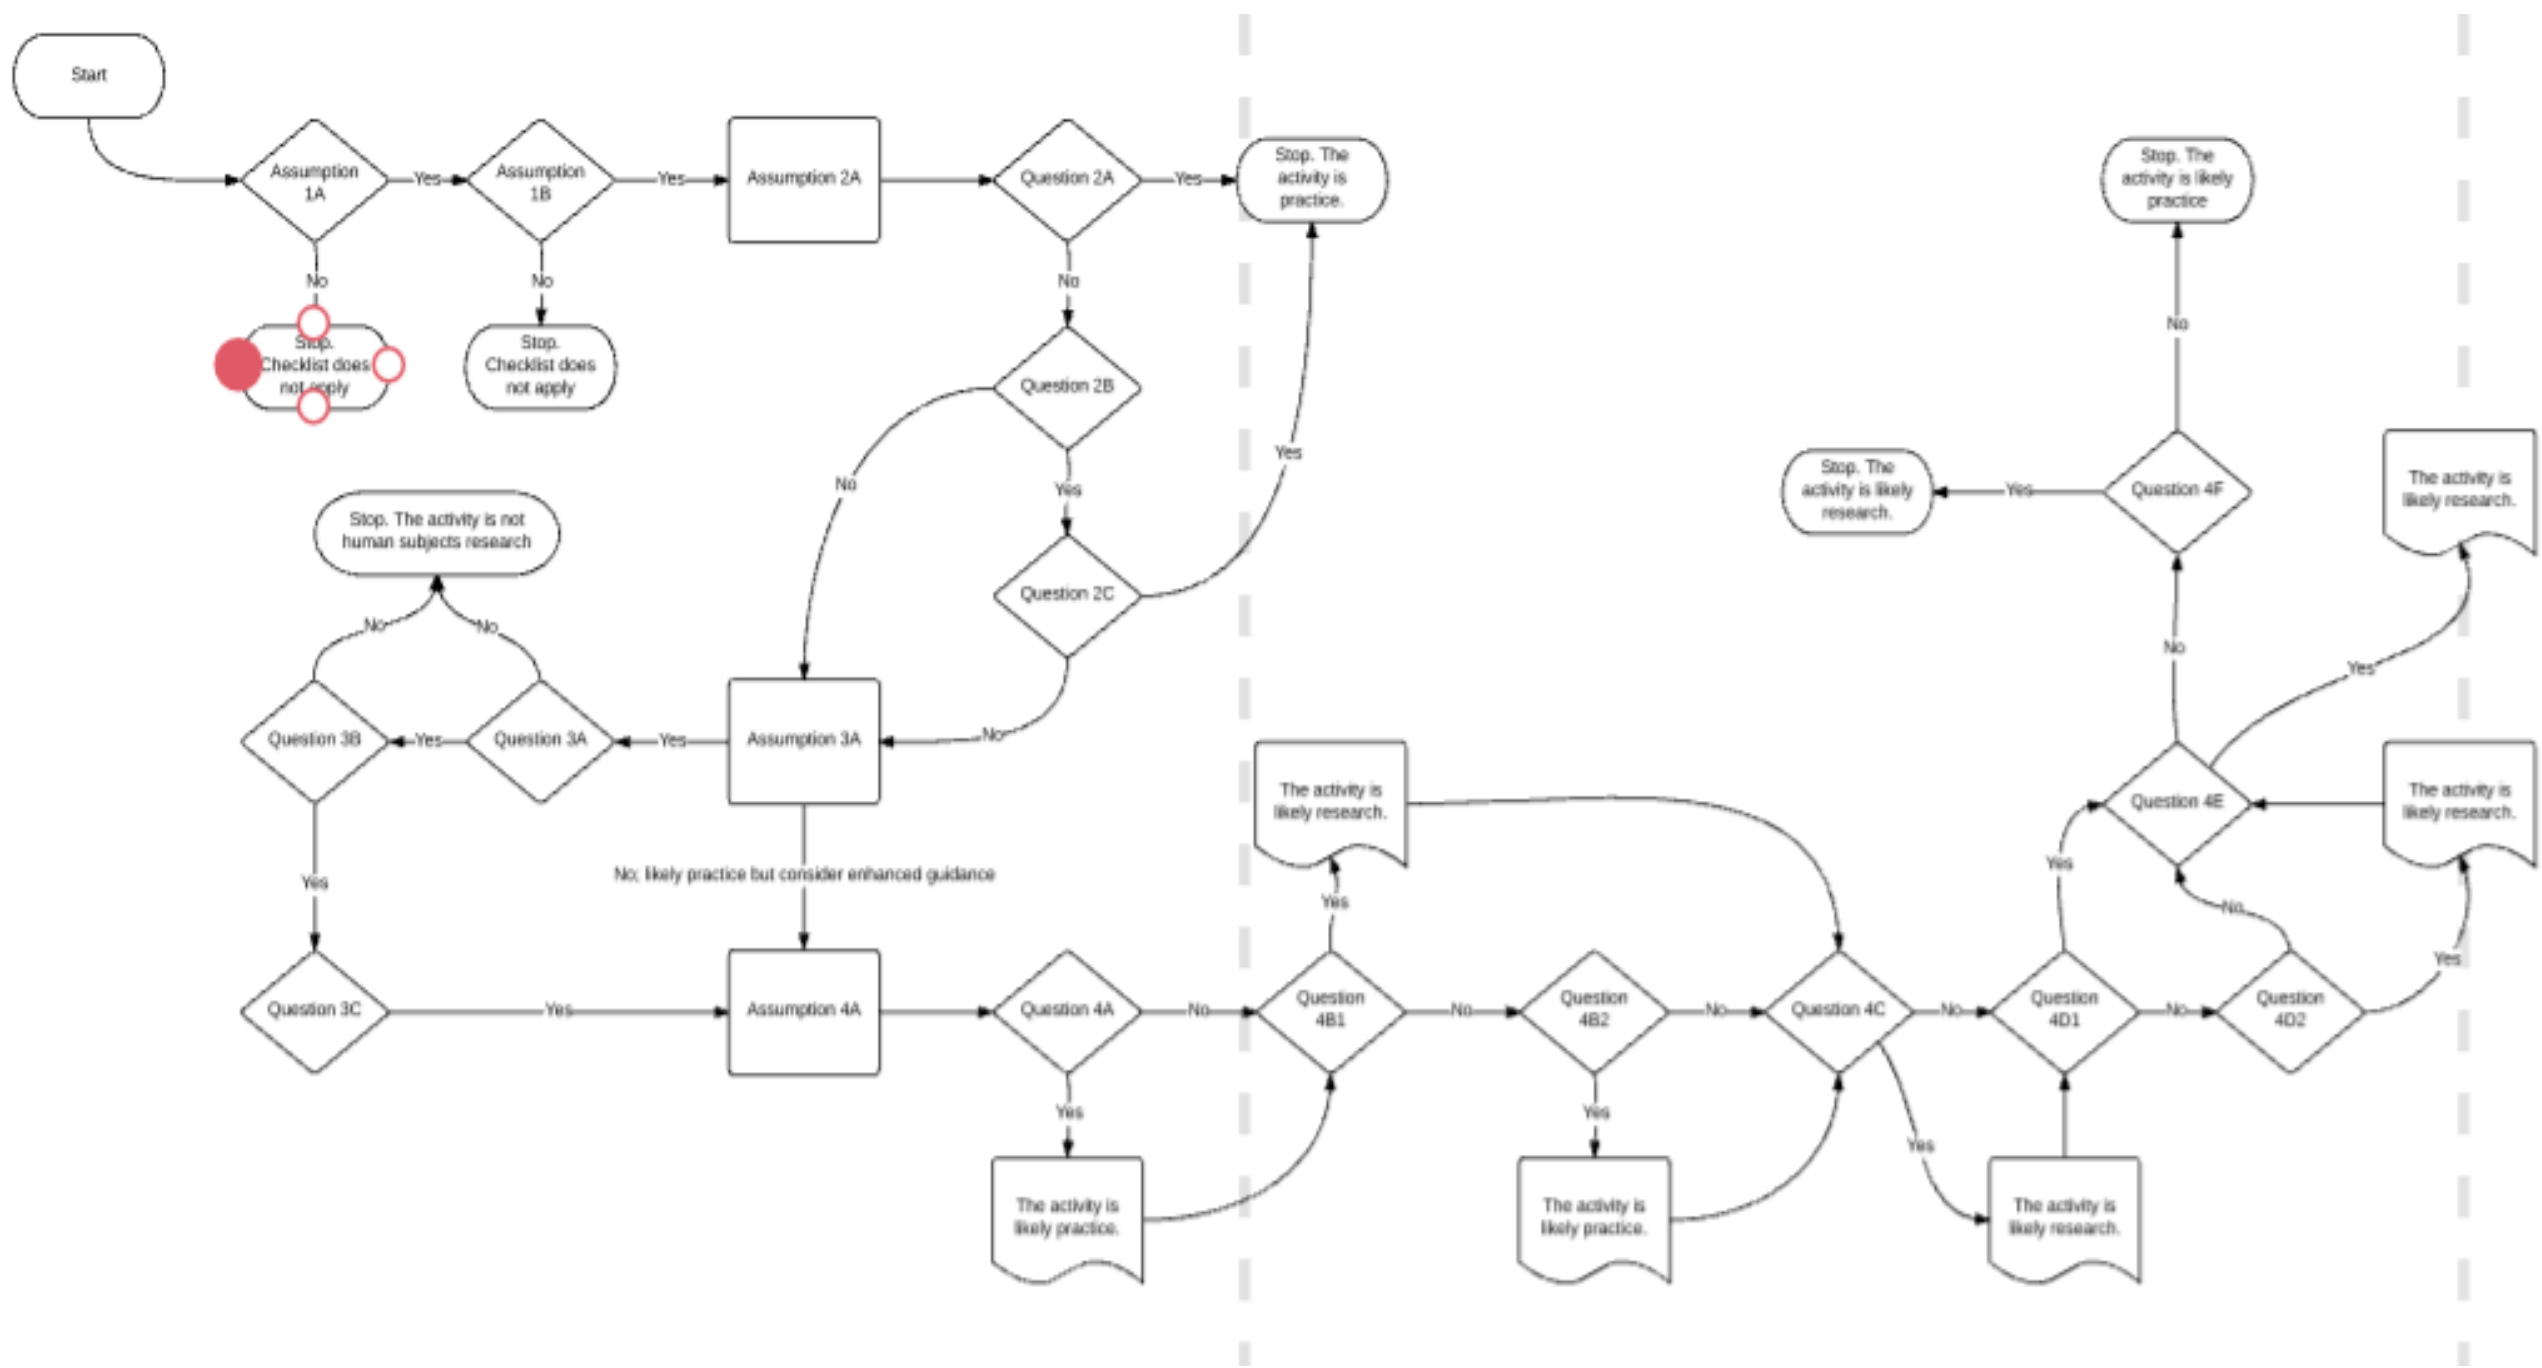 Start
Assumption
1A
Yes
Assumption
1B
Yes
Assumption 2A
Question 2A
Yes
Stop. The
activity is
practice.
Stop. The
activity is likely
practice
No
No
No
Stop.
Checklist does
not apply
Stop.
Checklist does
not apply
No
Question 2B
No
Yes
Yes
Stop. The
activity is likely
research.
Yes
Question 4F
The activity is
likely research.
Stop. The activity is not
human subjects research
Question 2C
No
No
No
Yes
Question 3B
Yes
Question 3A
Yes
Assumption 3A
No
The activity is
likely research.
Question 4E
The activity is
likely research.
No; likely practice but consider enhanced guidance
Yes
Yes
Yes
No
Yes
Question 3C
Yes
Assumption 4A
Question 4A
No
Question
4B1
No
Question
4B2
No
Question 4C
No
Question
4D1
No
Question
4D2
Yes
Yes
Yes
The activity is
likely practice.
The activity is
likely practice.
The activity is
likely research.